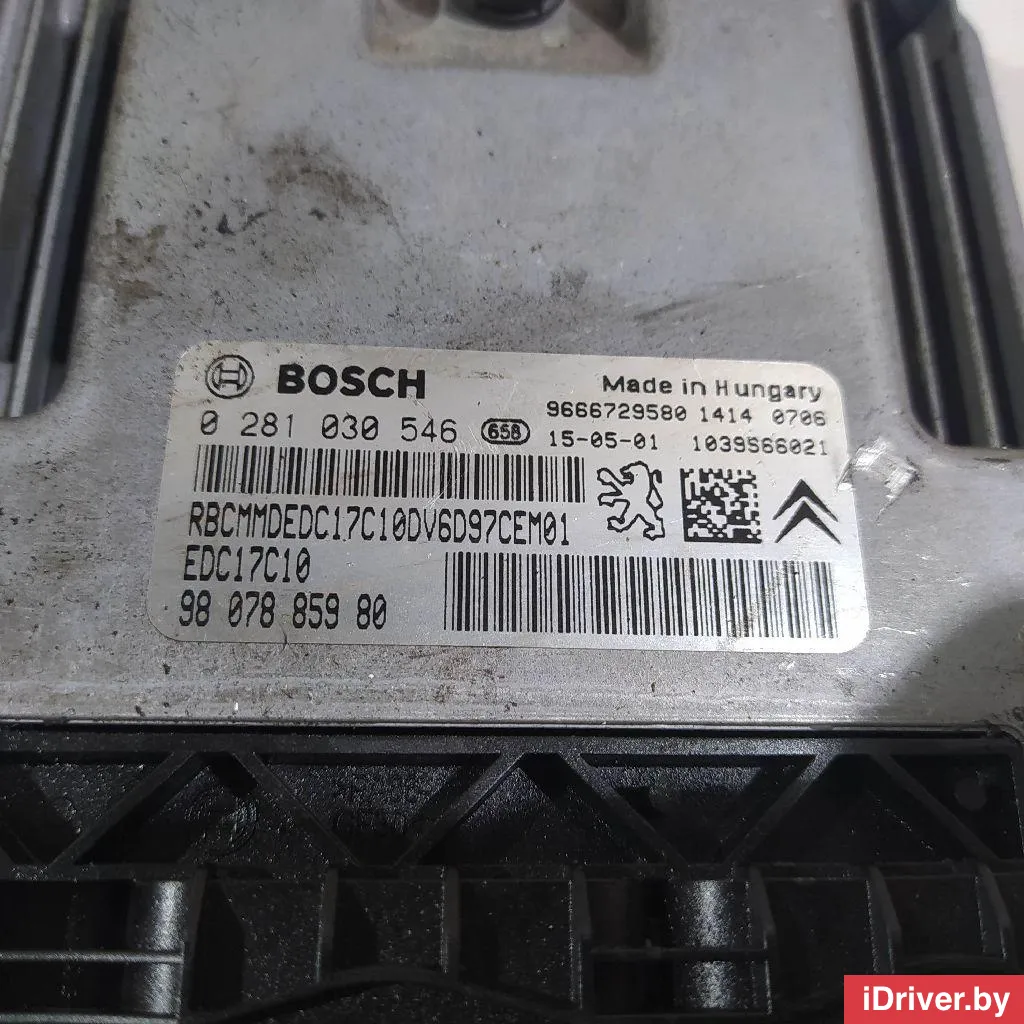 BOSCH
Made in Hungary
0 281 030 546 658
9666729580 1414 0706
15-05-01 1039S66021
RBCMMDEDC17C10DV6D97CEM01
EDC17C10
98 078 859 80
iDriver.by